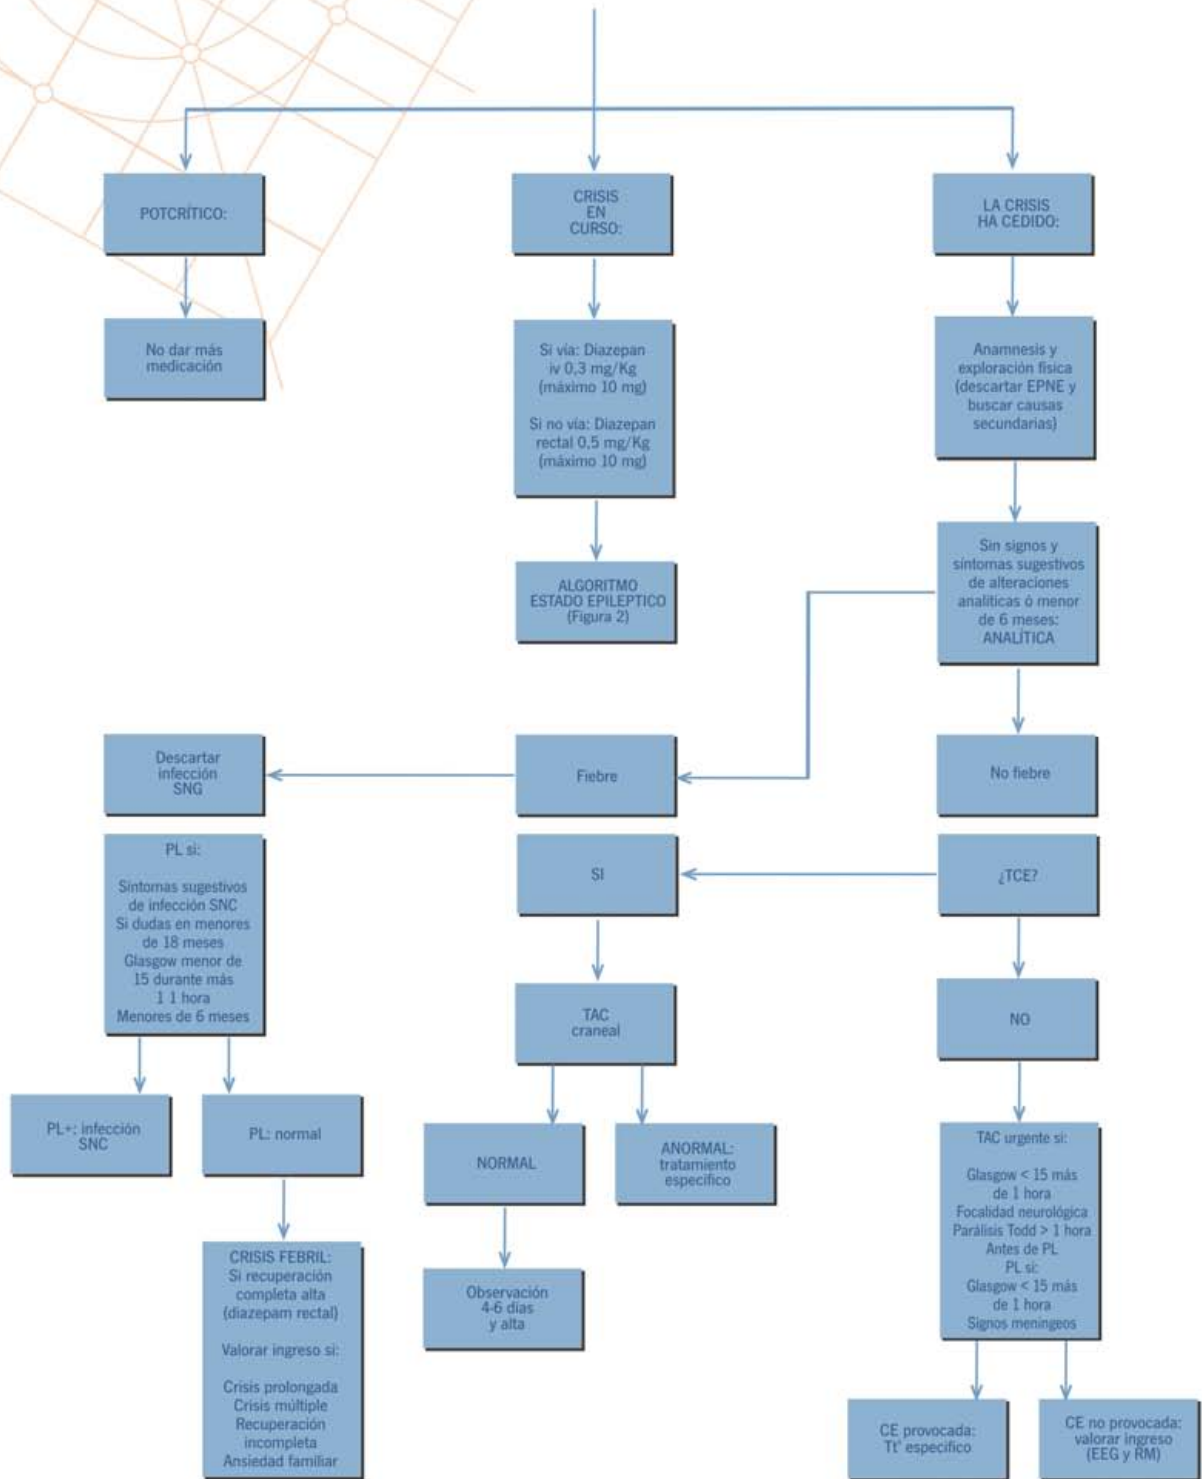 POTCRÍTICO:
CRISIS
EN
CURSO:
LA CRISIS
HA CEDIDO:
No dar más
medicación
Si vía: Diazepan
iv 0,3 mg/Kg
(máximo 10 mg)
Si no vía: Diazepan
rectal 0,5 mg/Kg
(máximo 10 mg)
Anamnesis y
exploración física
(descartar EPNE y
buscar causas
secundarias)
ALGORITMO
ESTADO EPILEPTICO
(Figura 2)
Sin signos y
síntomas sugestivos
de alteraciones
analíticas ó menor
de 6 meses:
ANALÍTICA
Descartar
infección
SNG
Fiebre
No fiebre
PL si:
Síntomas sugestivos
de infección SNC
Si dudas en menores
de 18 meses
Glasgow menor de
15 durante más
1 1 hora
Menores de 6 meses
SI
¿TCE?
TAC
craneal
NO
PL+: infección
SNC
PL: normal
NORMAL
ANORMAL:
tratamiento
específico
TAC urgente si:
Glasgow < 15 más
de 1 hora
Focalidad neurológica
Parálisis Todd > 1 hora
Antes de PL
PL si:
Glasgow < 15 más
de 1 hora
Signos meníngeos
CRISIS FEBRIL:
Si recuperación
completa alta
(diazepam rectal)
Valorar ingreso si:
Crisis prolongada
Crisis múltiple
Recuperación
incompleta
Ansiedad familiar
Observación
4-6 días
y alta
CE provocada:
Tt' especifico
CE no provocada:
valorar ingreso
(EEG y RM)